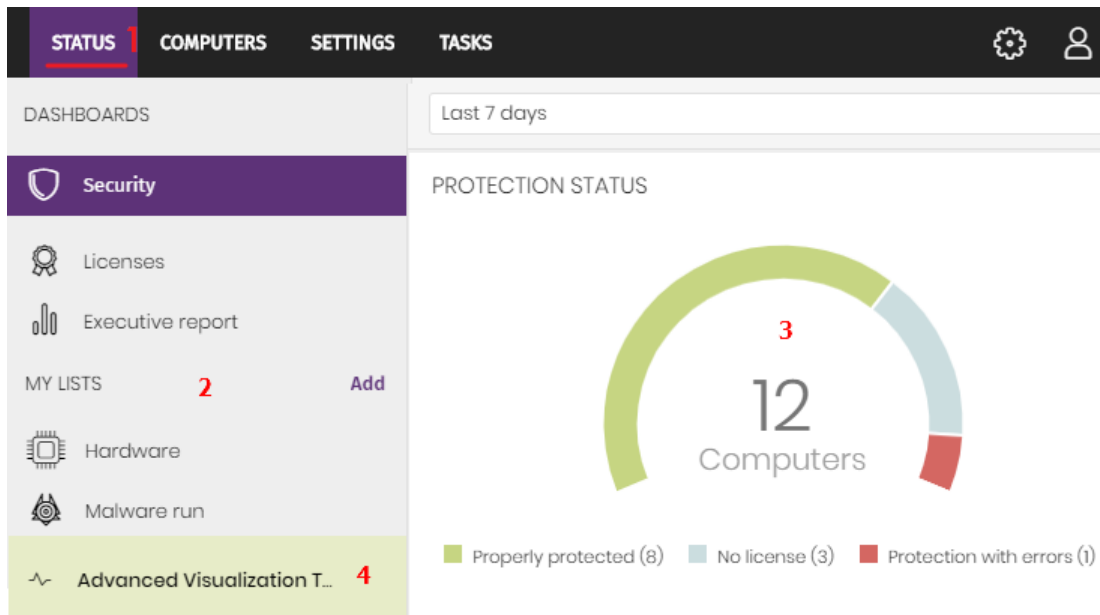 STATUS 1 COMPUTERS SETTINGS TASKS
DASHBOARDS
Last 7 days
Security
PROTECTION STATUS
Licenses
Executive report
3
MY LISTS 2 Add
12
Computers
Hardware
Malware run
Properly protected (8) No license (3) Protection with errors (1)
Advanced Visualization T... 4